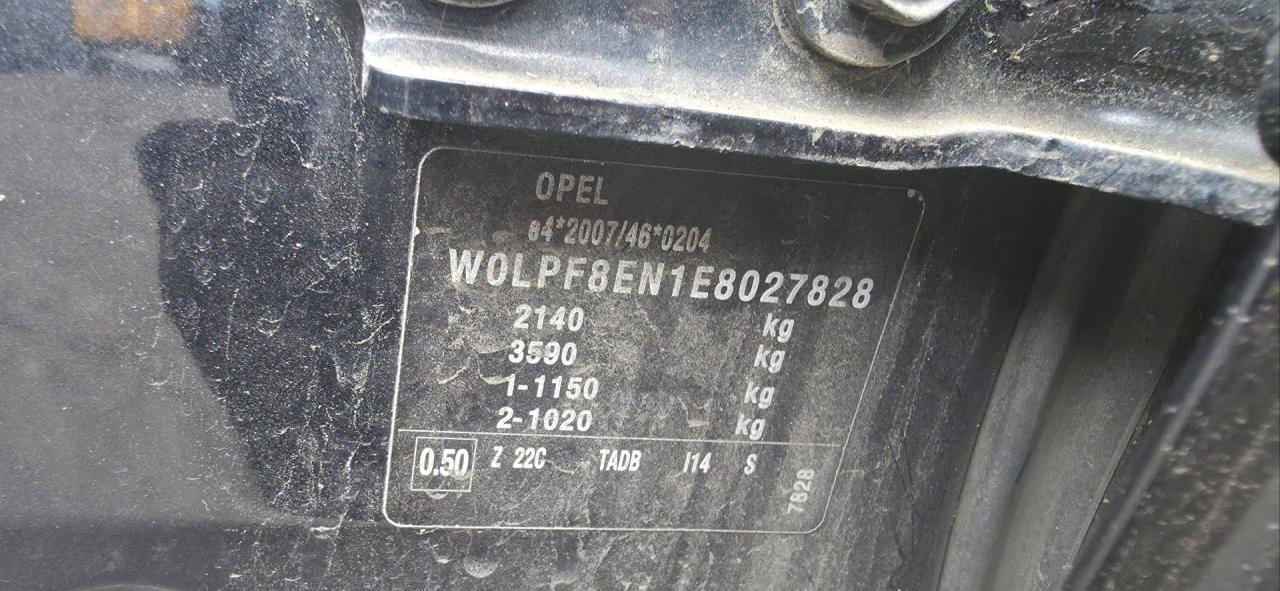 OPEL
e4*2007/46*0204
W0LPF8EN1E8027828
2140 kg
3590 kg
1-1150 kg
2-1020 kg
0.50 Z 22C TADB I14 S
7828